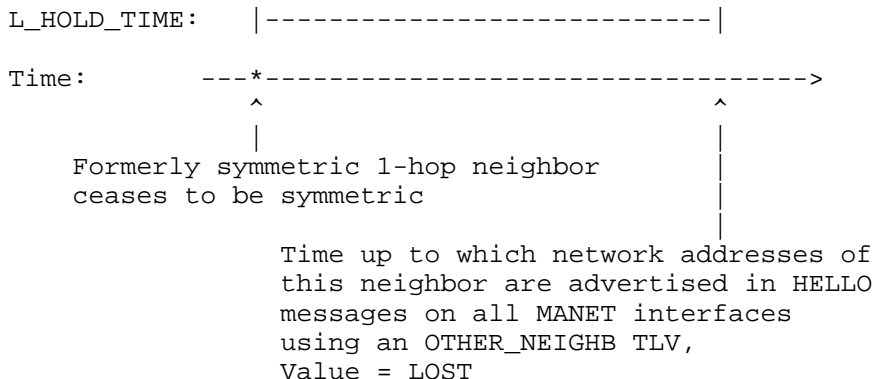 L_HOLD_TIME: |----------------------------|
Time: ---*---------------------------------->
^ ^
| |
Formerly symmetric 1-hop neighbor |
ceases to be symmetric |
|
Time up to which network addresses of
this neighbor are advertised in HELLO
messages on all MANET interfaces
using an OTHER_NEIGHB TLV,
Value = LOST